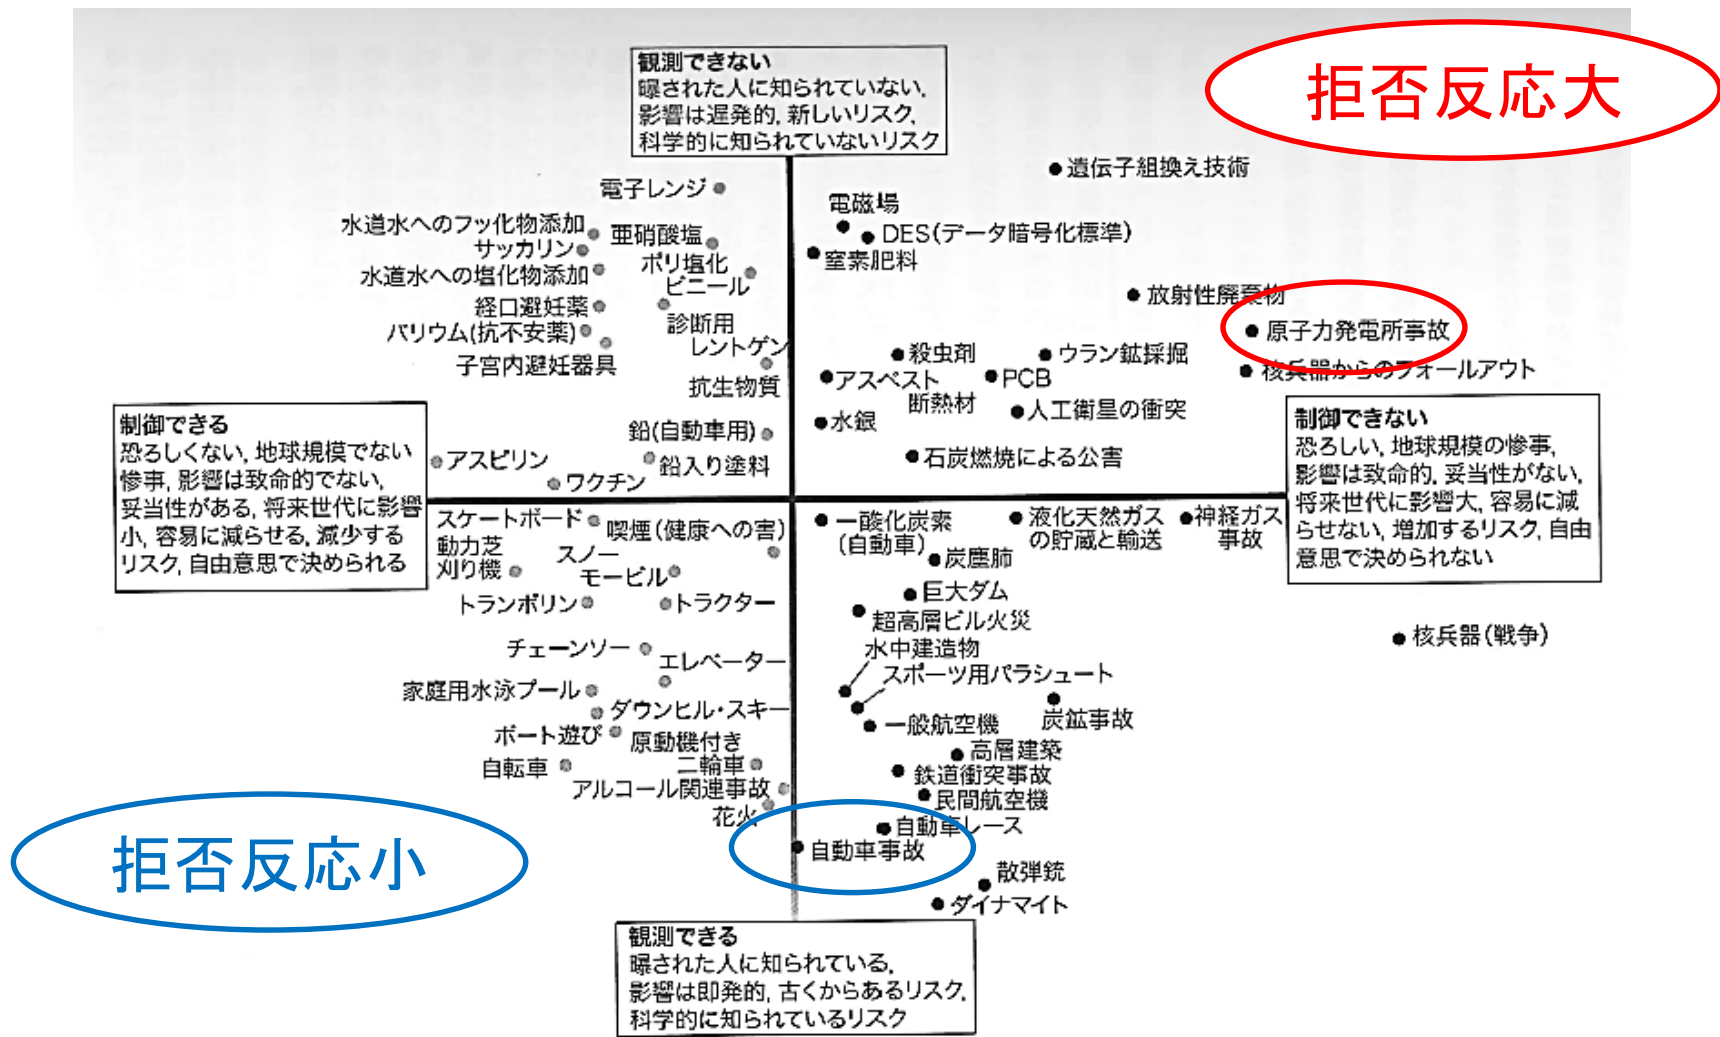 拒否反応大
観測できない
曝された人に知られていない,
影響は遅発的, 新しいリスク,
科学的に知られていないリスク
遺伝子組換え技術
電子レンジ
電磁場
水道水へのフッ化物添加
亜硝酸塩
DES(データ暗号化標準)
サッカリン
窒素肥料
ポリ塩化
ビニール
水道水への塩化物添加
放射性廃棄物
経口避妊薬
診断用
レントゲン
バリウム(抗不安薬)
原子力発電所事故
子宮内避妊器具
殺虫剤
ウラン鉱採掘
核兵器からのフォールアウト
抗生物質
アスベスト
断熱材
PCB
人工衛星の衝突
水銀
鉛(自動車用)
石炭燃焼による公害
アスピリン
鉛入り塗料
ワクチン
制御できる
恐ろしくない, 地球規模でない
惨事, 影響は致命的でない,
妥当性がある, 将来世代に影響
小, 容易に減らせる, 減少する
リスク, 自由意思で決められる
制御できない
恐ろしい, 地球規模の惨事,
影響は致命的, 妥当性がない,
将来世代に影響大, 容易に減
らせない, 増加するリスク, 自由
意思で決められない
スケートボード
喫煙(健康への害)
一酸化炭素
(自動車)
液化天然ガス
の貯蔵と輸送
神経ガス
事故
動力芝
刈り機
スノー
モービル
炭塵肺
トランポリン
トラクター
巨大ダム
超高層ビル火災
核兵器(戦争)
チェーンソー
水中建造物
エレベーター
スポーツ用パラシュート
家庭用水泳プール
ダウンヒル・スキー
炭鉱事故
一般航空機
ボート遊び
原動機付き
二輪車
高層建築
自転車
鉄道衝突事故
アルコール関連事故
民間航空機
花火
自動車レース
自動車事故
拒否反応小
散弾銃
ダイナマイト
観測できる
曝された人に知られている,
影響は即発的, 古くからあるリスク,
科学的に知られているリスク